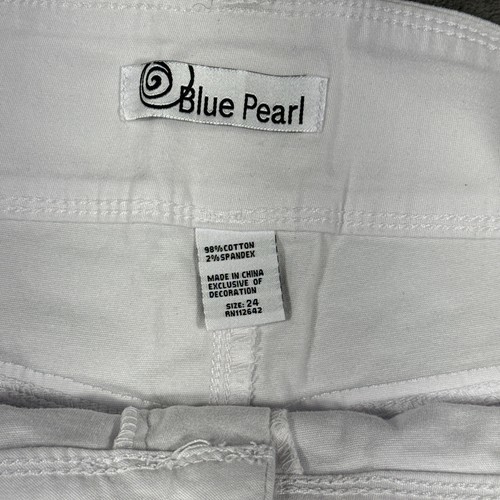 Blue Pearl
98% COTTON
2% SPANDEX
MADE IN CHINA
EXCLUSIVE OF
DECORATION
SIZE: 24
RN112642